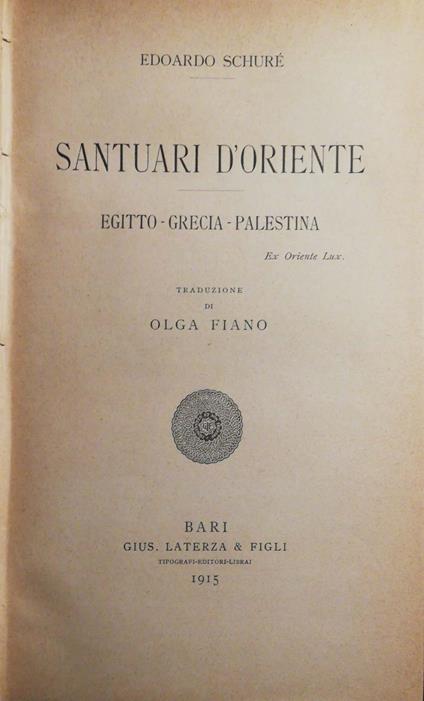 EDOARDO SCHURÉ
SANTUARI D'ORIENTE
EGITTO - GRECIA - PALESTINA
Ex Oriente Lux.
TRADUZIONE
DI
OLGA FIANO
BARI
GIUS. LATERZA & FIGLI
TIPOGRAFI-EDITORI-LIBRAI
1915